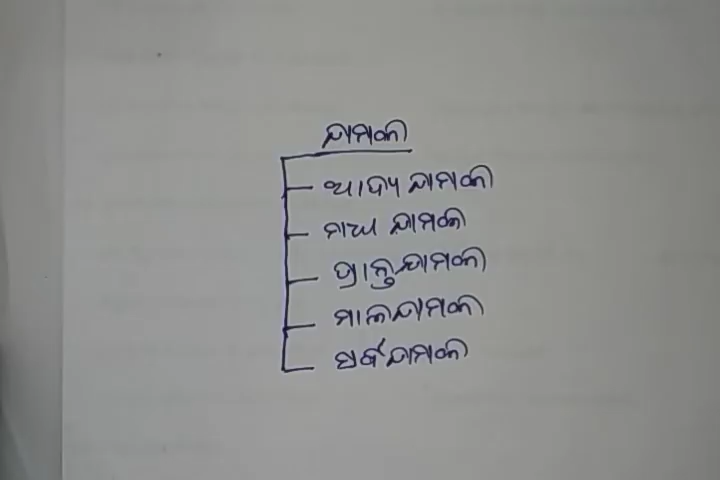 ଯମକ
ଆଦ୍ୟ ଯମକ
ମଧ୍ୟ ଯମକ
ପ୍ରାନ୍ତ ଯମକ
ମାଳ ଯମକ
ସର୍ବ ଯମକ